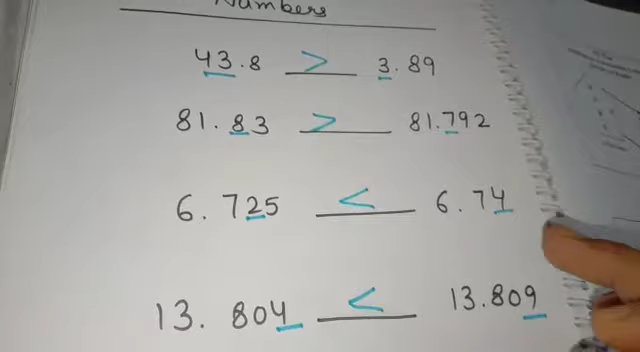 Numbers
43.8 > 3.89
81.83 > 81.792
6.725 < 6.74
13.804 < 13.809